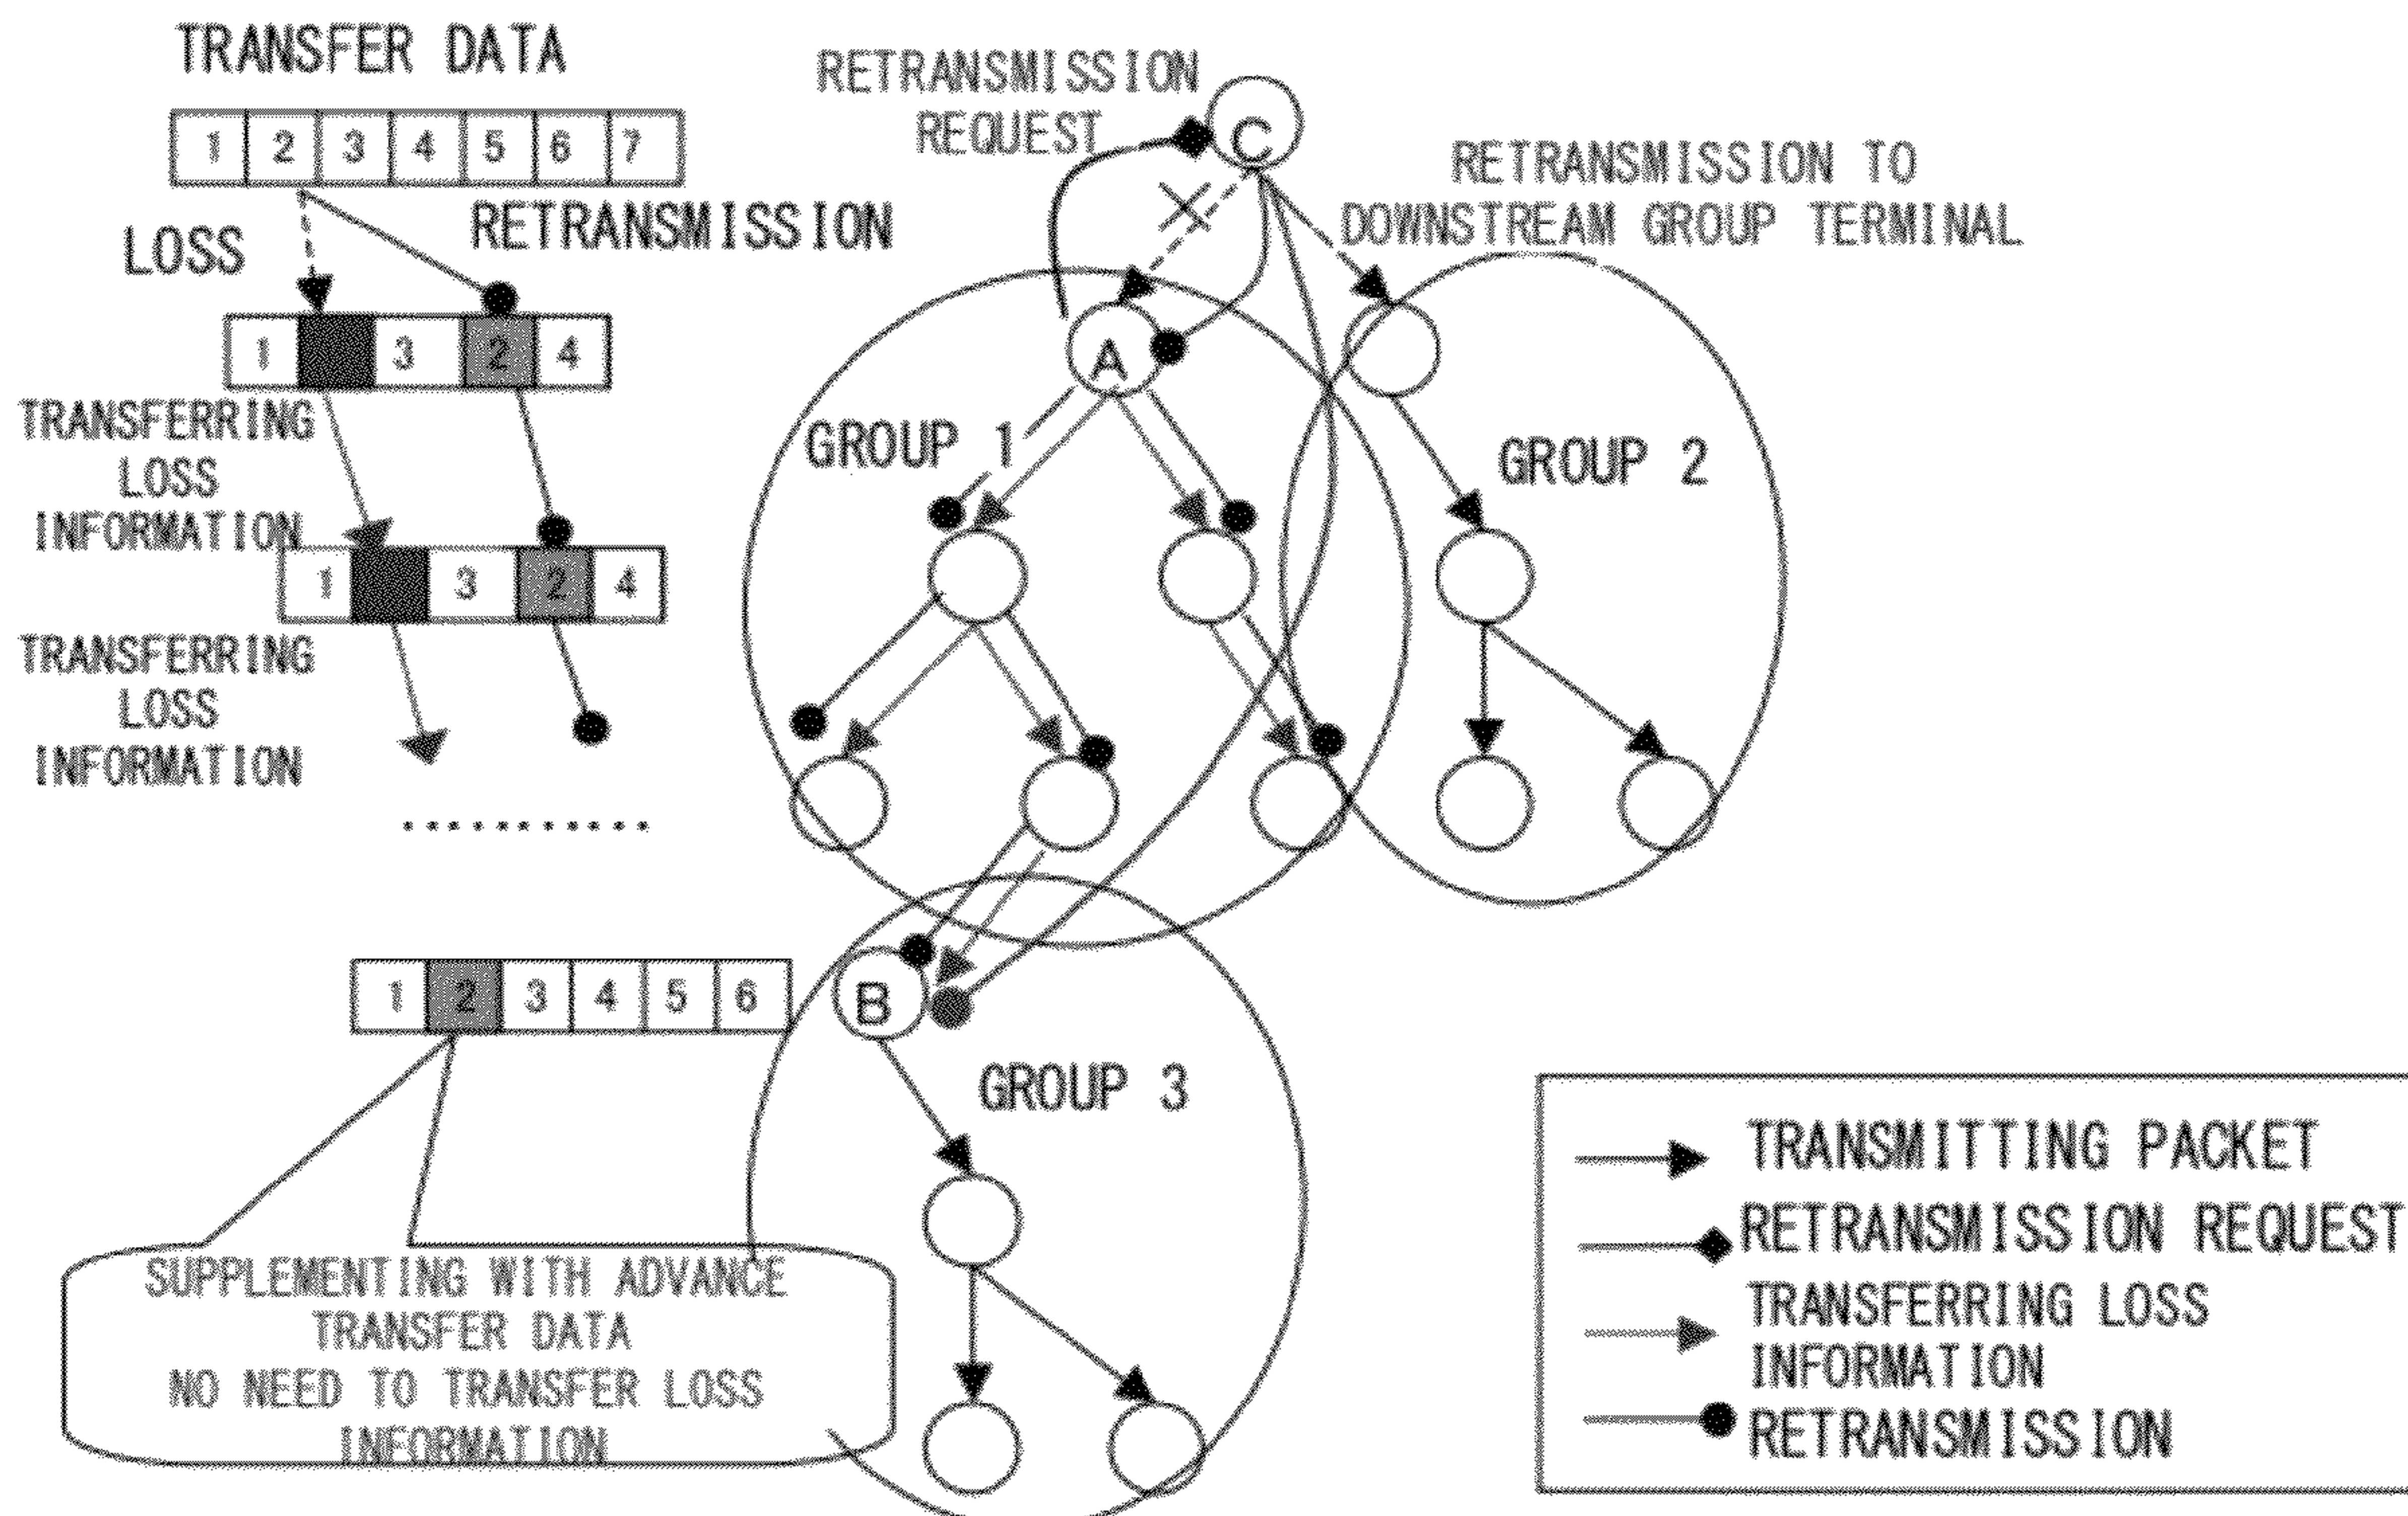 TRANSFER DATA
1 2 3 4 5 6 7
LOSS
RETRANSMISSION
1 3 2 4
TRANSFERRING
LOSS
INFORMATION
1 3 2 4
TRANSFERRING
LOSS
INFORMATION
..........
RETRANSMISSION
REQUEST
C
RETRANSMISSION TO
DOWNSTREAM GROUP TERMINAL
A
GROUP 1
GROUP 2
1 2 3 4 5 6
B
GROUP 3
SUPPLEMENTING WITH ADVANCE
TRANSFER DATA
NO NEED TO TRANSFER LOSS
INFORMATION
TRANSMITTING PACKET
RETRANSMISSION REQUEST
TRANSFERRING LOSS
INFORMATION
RETRANSMISSION